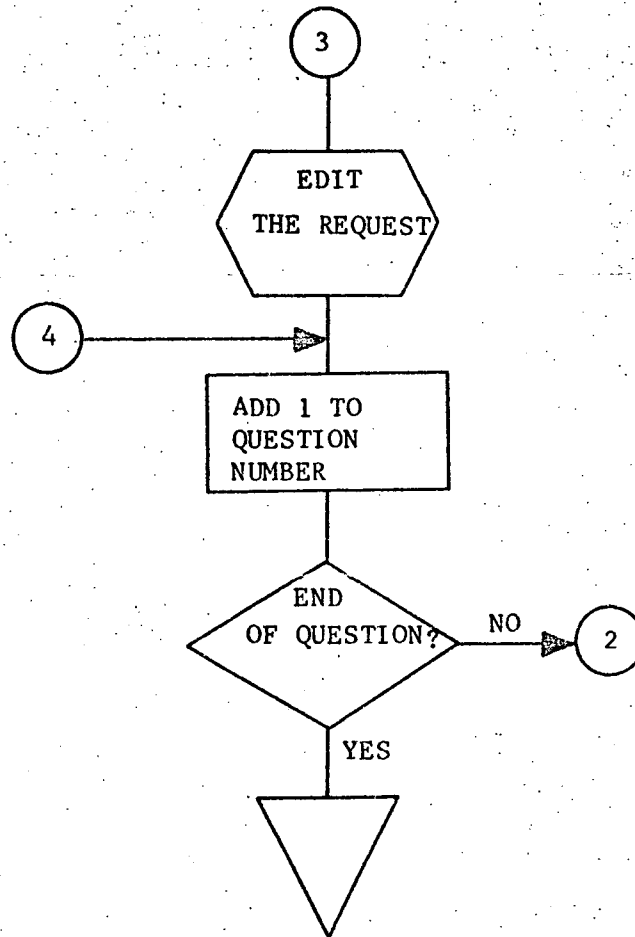 3
EDIT
THE REQUEST
4
ADD 1 TO
QUESTION
NUMBER
END
OF QUESTION?
NO
2
YES